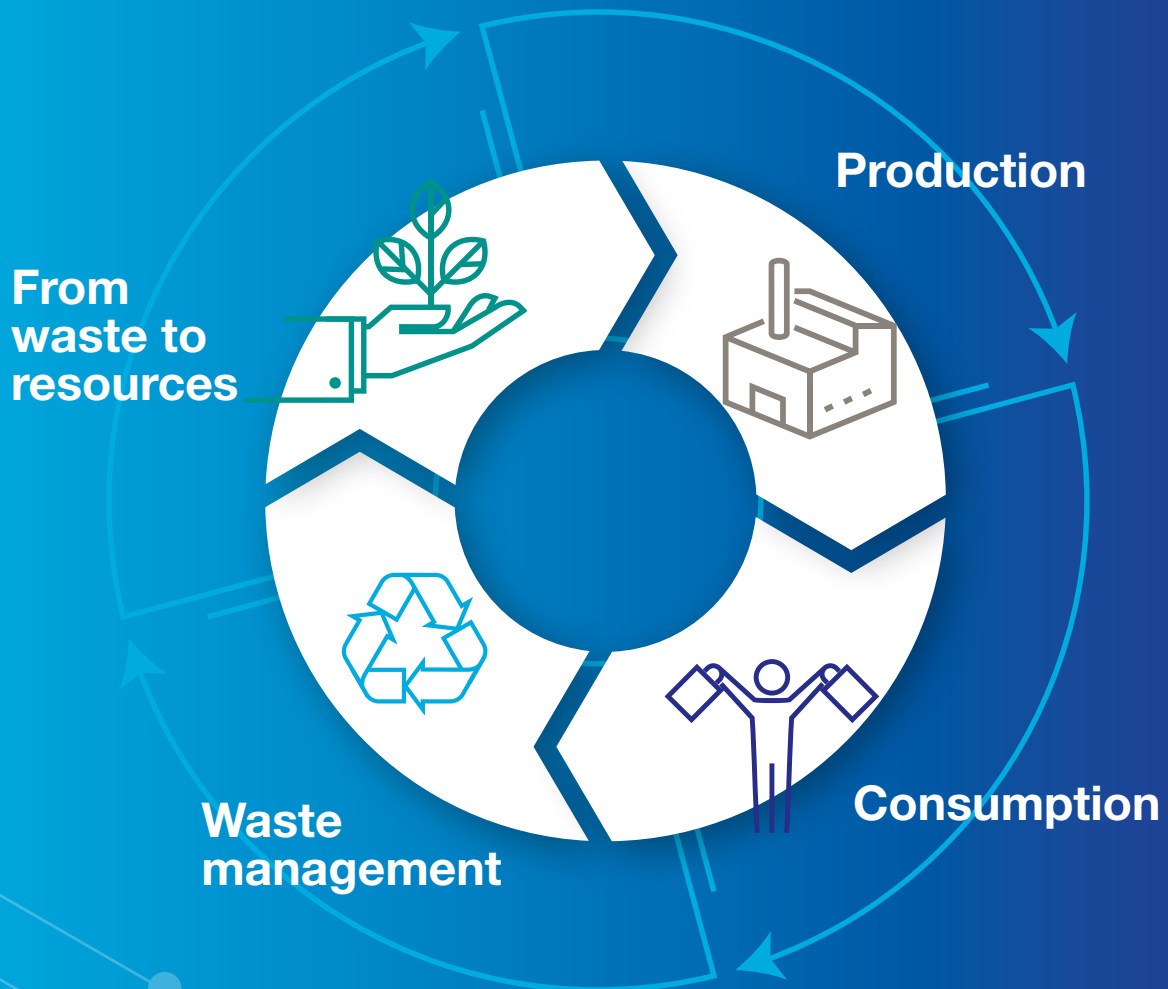 Production
From
waste to
resources
Consumption
Waste
management